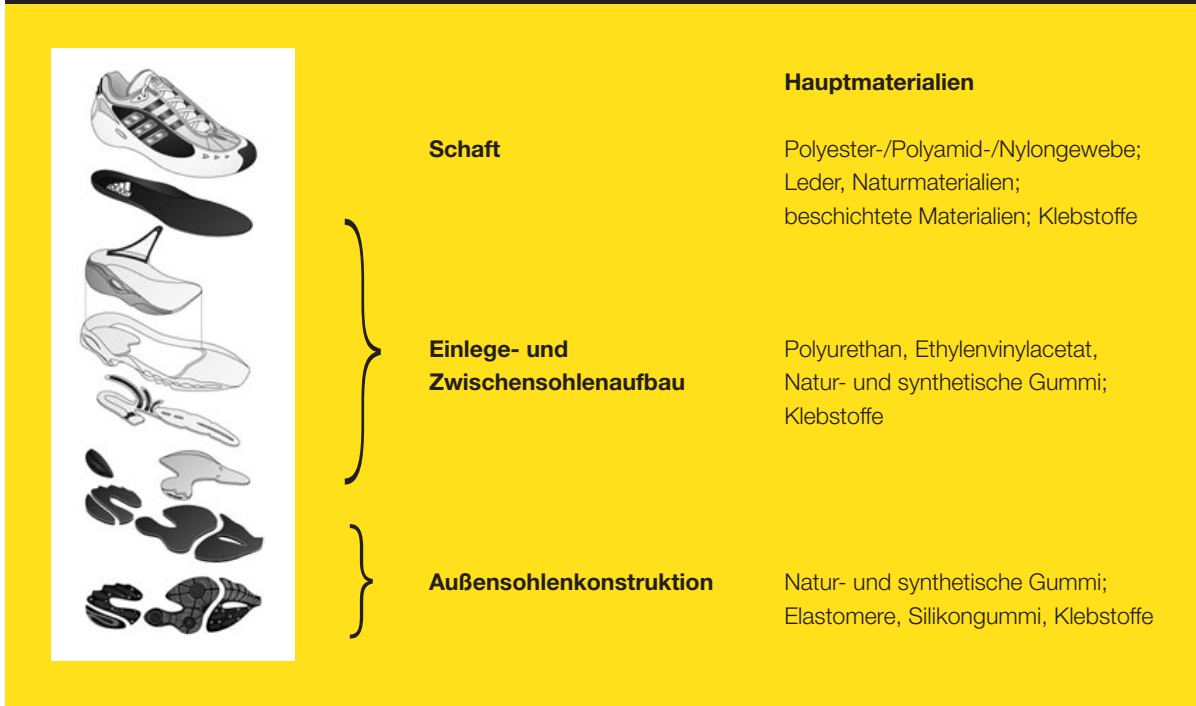 Hauptmaterialien
Schaft
Polyester-/Polyamid-/Nylongewebe;
Leder, Naturmaterialien;
beschichtete Materialien; Klebstoffe
Einlege- und
Zwischensohlenaufbau
Polyurethan, Ethylenvinylacetat,
Natur- und synthetische Gummi;
Klebstoffe
Außensohlenkonstruktion
Natur- und synthetische Gummi;
Elastomere, Silikongummi, Klebstoffe